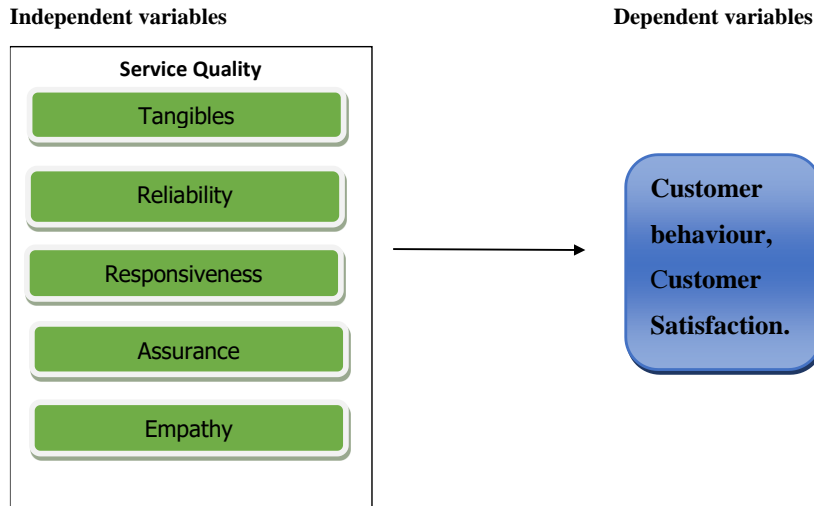 Independent variables
Dependent variables
Service Quality
Tangibles
Reliability
Responsiveness
Assurance
Empathy
Customer
behaviour,
Customer
Satisfaction.